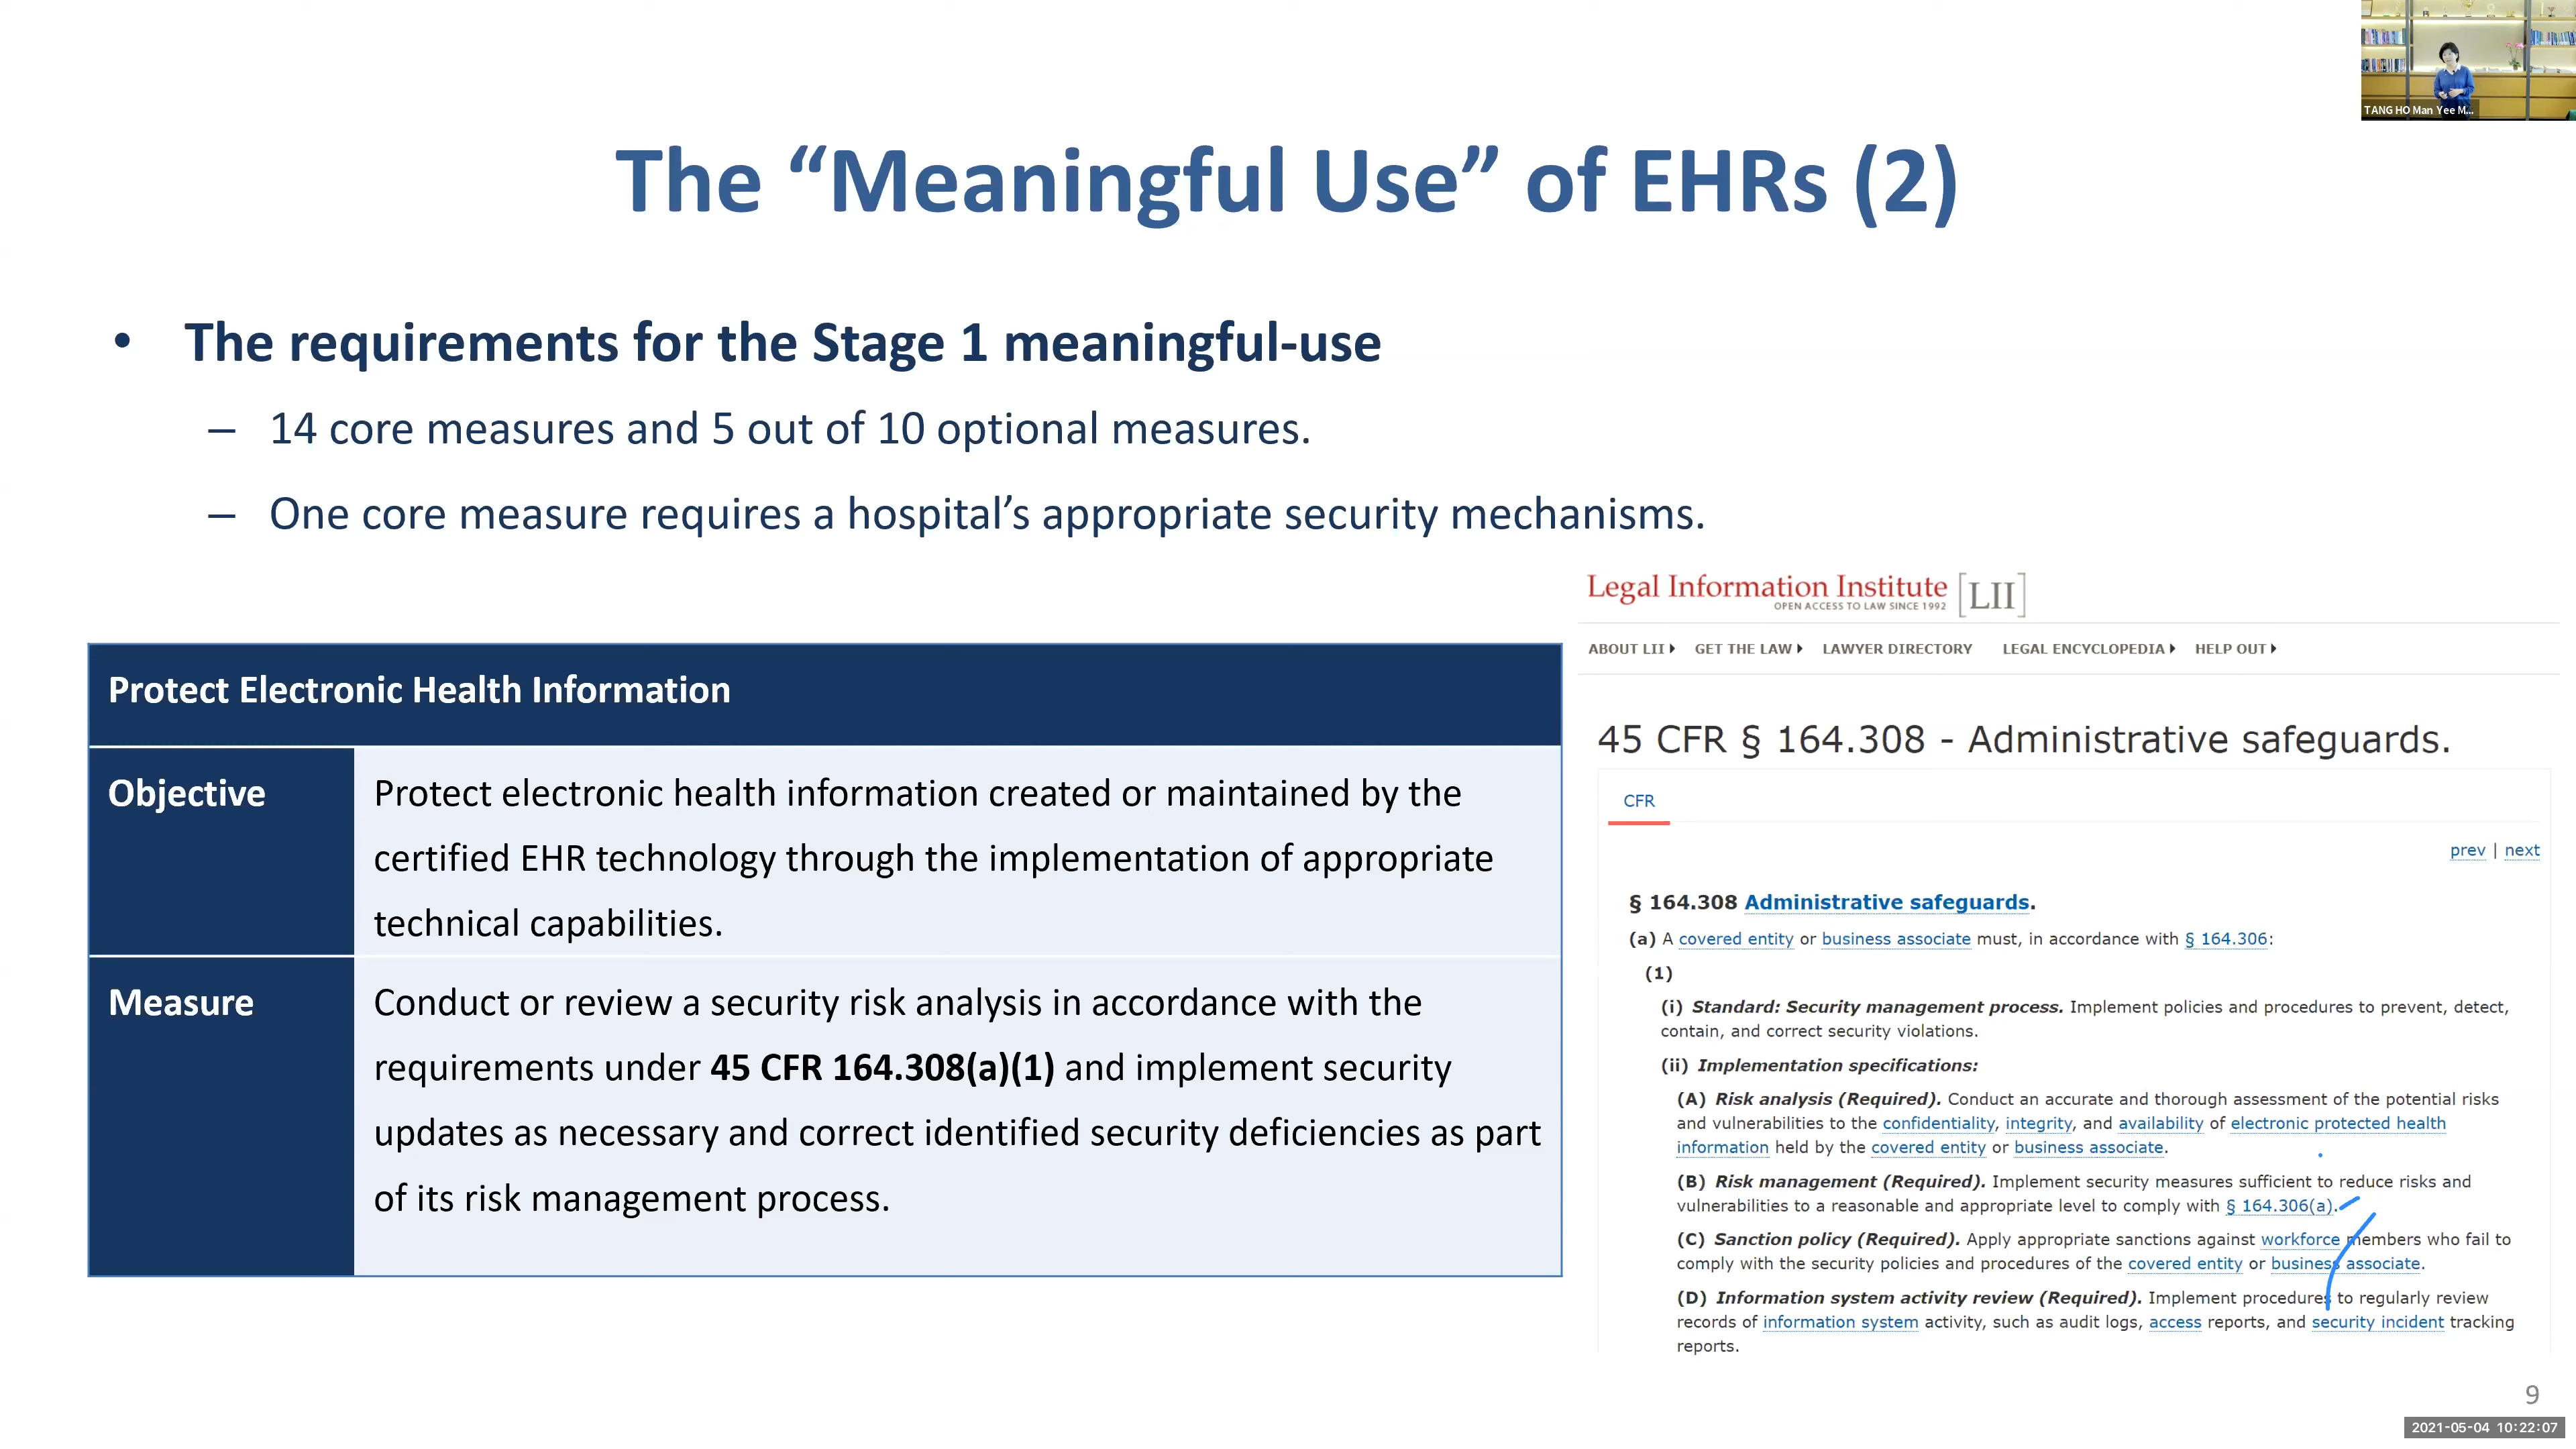 TANG HO Man Yee M...
The “Meaningful Use” of EHRs (2)
• The requirements for the Stage 1 meaningful-use
– 14 core measures and 5 out of 10 optional measures.
– One core measure requires a hospital’s appropriate security mechanisms.
Protect Electronic Health Information
Objective
Protect electronic health information created or maintained by the
certified EHR technology through the implementation of appropriate
technical capabilities.
Measure
Conduct or review a security risk analysis in accordance with the
requirements under 45 CFR 164.308(a)(1) and implement security
updates as necessary and correct identified security deficiencies as part
of its risk management process.
Legal Information Institute [LII]
OPEN ACCESS TO LAW SINCE 1992
ABOUT LII GET THE LAW LAWYER DIRECTORY LEGAL ENCYCLOPEDIA HELP OUT
45 CFR § 164.308 - Administrative safeguards.
CFR
prev | next
§ 164.308 Administrative safeguards.
(a) A covered entity or business associate must, in accordance with § 164.306:
(1)
(i) Standard: Security management process. Implement policies and procedures to prevent, detect,
contain, and correct security violations.
(ii) Implementation specifications:
(A) Risk analysis (Required). Conduct an accurate and thorough assessment of the potential risks
and vulnerabilities to the confidentiality, integrity, and availability of electronic protected health
information held by the covered entity or business associate.
(B) Risk management (Required). Implement security measures sufficient to reduce risks and
vulnerabilities to a reasonable and appropriate level to comply with § 164.306(a).
(C) Sanction policy (Required). Apply appropriate sanctions against workforce members who fail to
comply with the security policies and procedures of the covered entity or business associate.
(D) Information system activity review (Required). Implement procedures to regularly review
records of information system activity, such as audit logs, access reports, and security incident tracking
reports.
9
2021-05-04 10:22:07